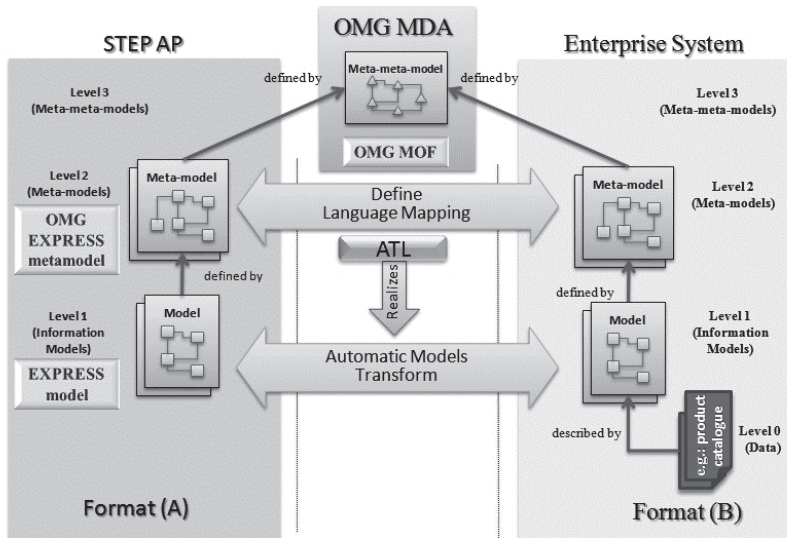 OMG MDA
STEP AP
Enterprise System
Meta-meta-model
defined by
defined by
OMG MOF
Level 3
(Meta-meta-models)
Level 3
(Meta-meta-models)
Level 2
(Meta-models)
OMG
EXPRESS
metamodel
Meta-model
Define
Language Mapping
Meta-model
Level 2
(Meta-models)
ATL
Realizes
defined by
defined by
Level 1
(Information
Models)
EXPRESS
model
Model
Automatic Models
Transform
Model
Level 1
(Information
Models)
described by
e.g.: product
catalogue
Level 0
(Data)
Format (A)
Format (B)